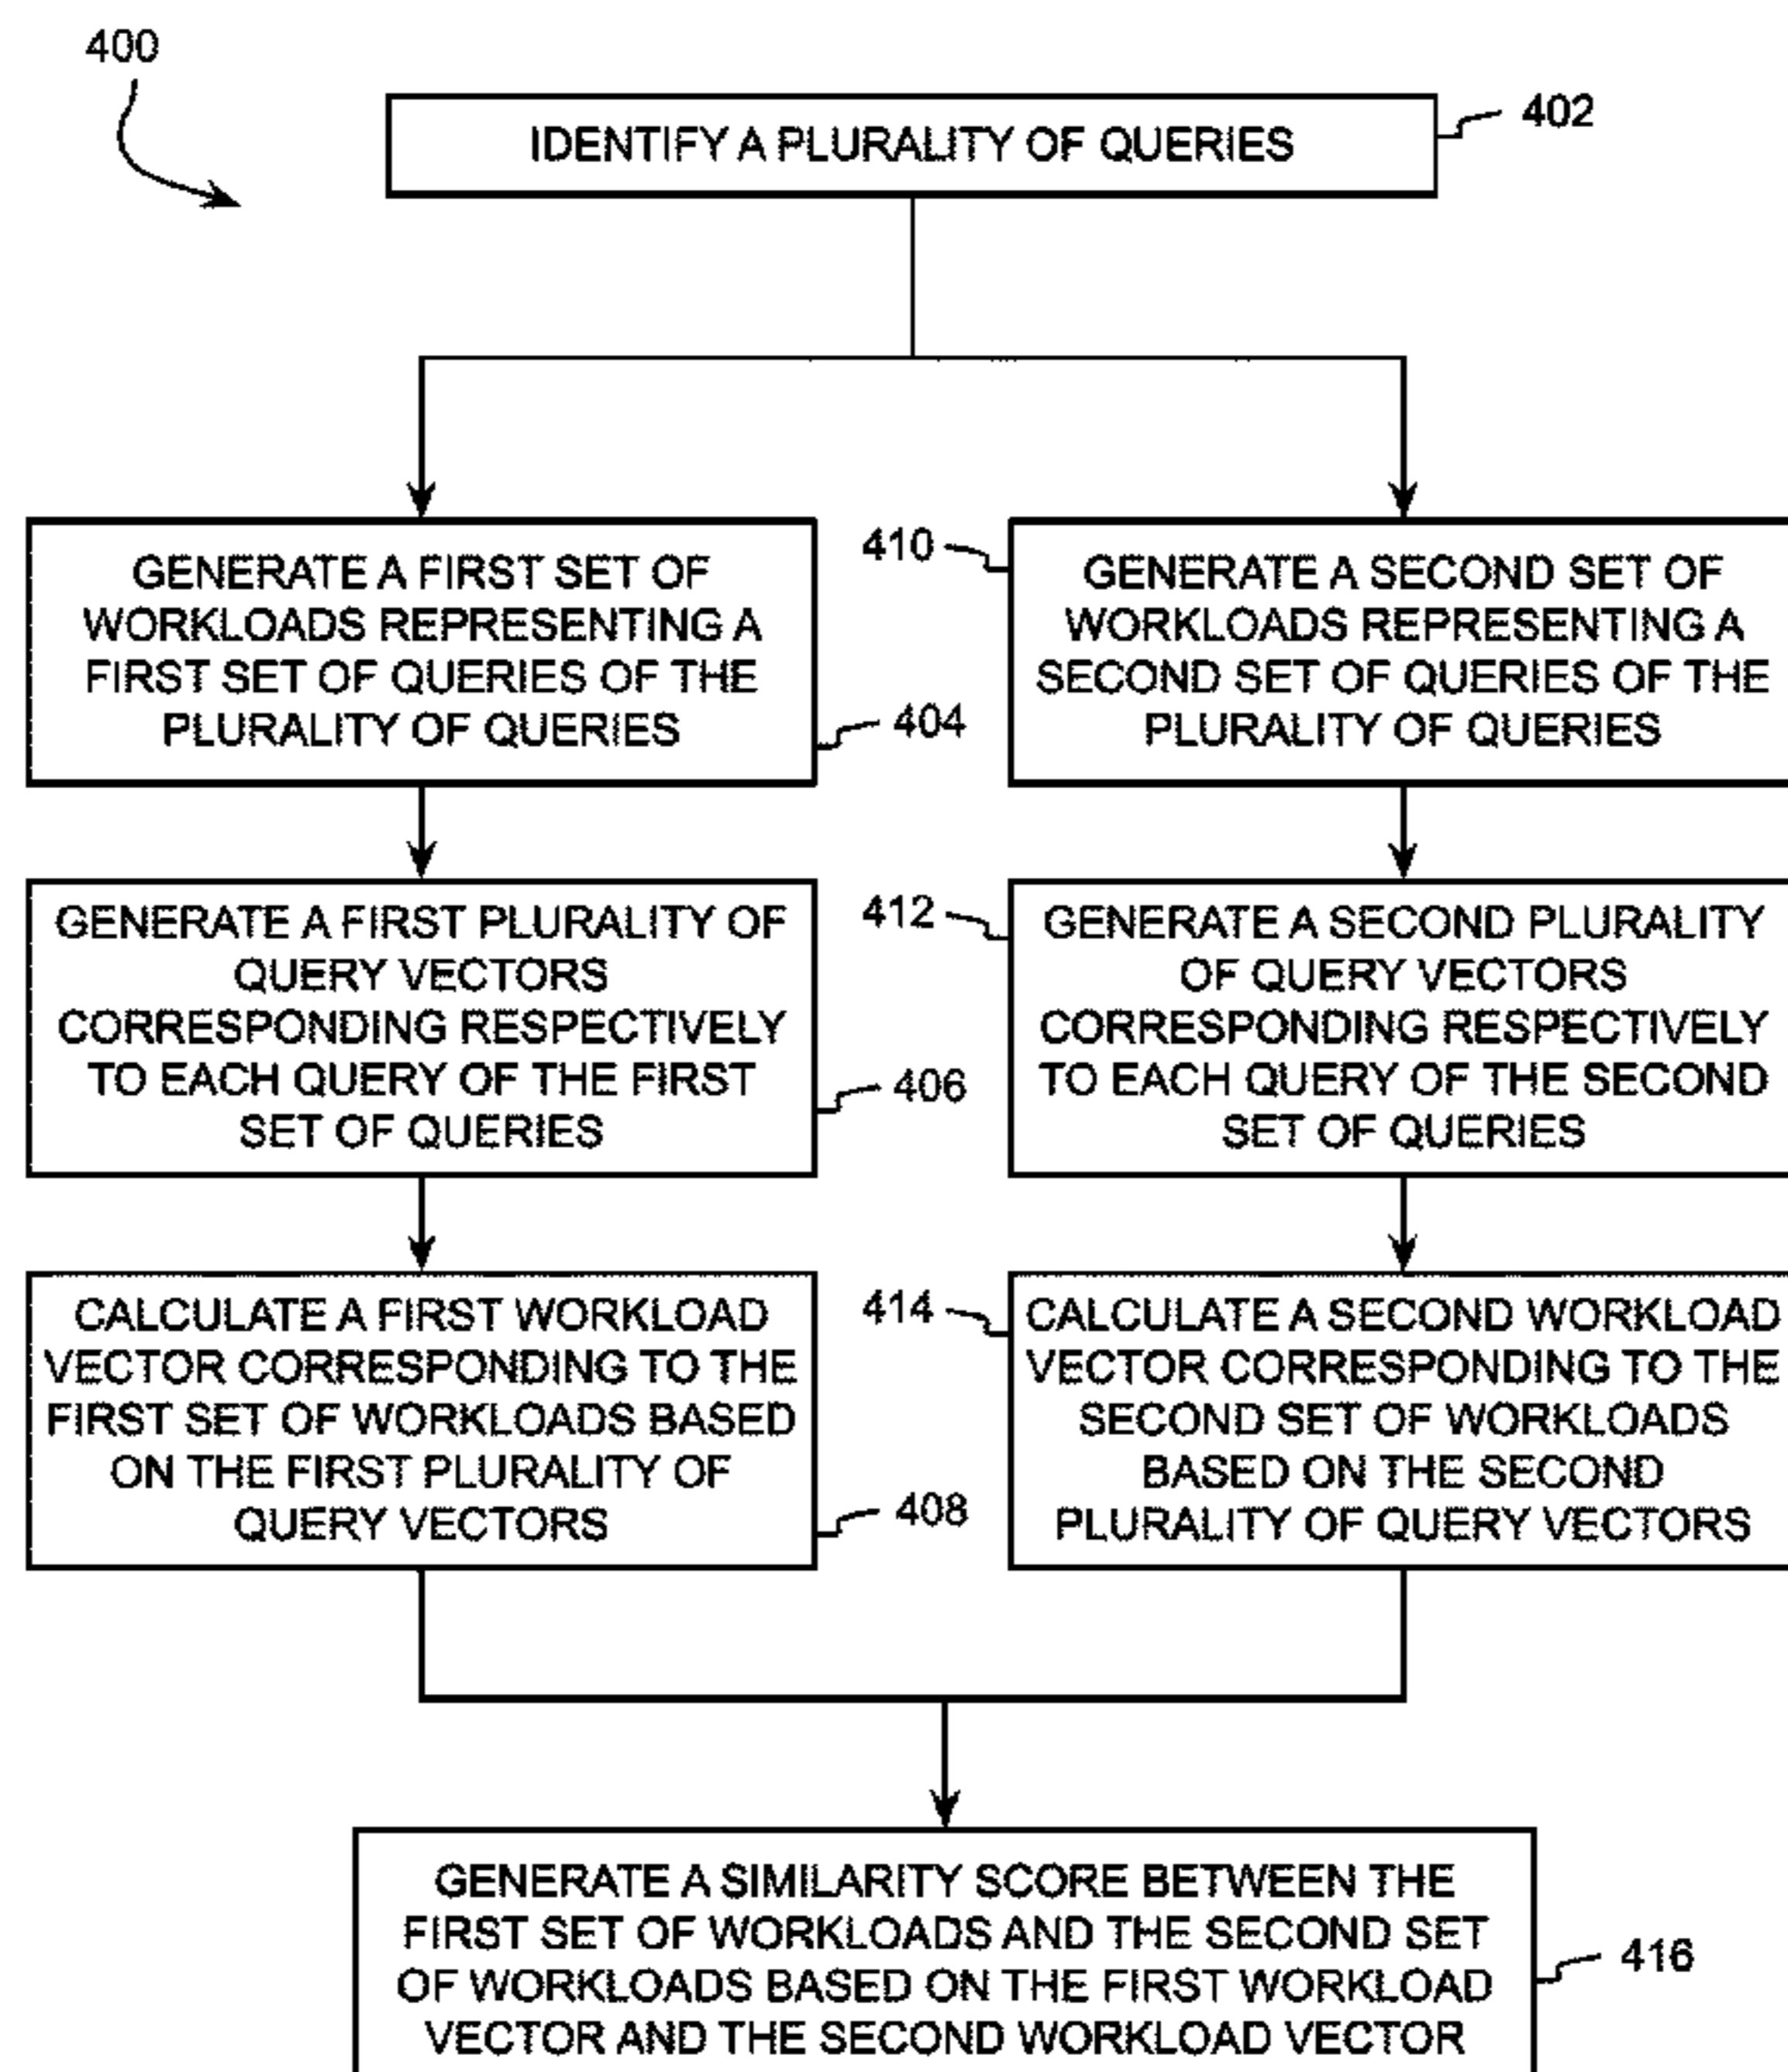 400
IDENTIFY A PLURALITY OF QUERIES
402
GENERATE A FIRST SET OF
WORKLOADS REPRESENTING A
FIRST SET OF QUERIES OF THE
PLURALITY OF QUERIES
404
GENERATE A FIRST PLURALITY OF
QUERY VECTORS
CORRESPONDING RESPECTIVELY
TO EACH QUERY OF THE FIRST
SET OF QUERIES
406
CALCULATE A FIRST WORKLOAD
VECTOR CORRESPONDING TO THE
FIRST SET OF WORKLOADS BASED
ON THE FIRST PLURALITY OF
QUERY VECTORS
408
410
GENERATE A SECOND SET OF
WORKLOADS REPRESENTING A
SECOND SET OF QUERIES OF THE
PLURALITY OF QUERIES
412
GENERATE A SECOND PLURALITY
OF QUERY VECTORS
CORRESPONDING RESPECTIVELY
TO EACH QUERY OF THE SECOND
SET OF QUERIES
414
CALCULATE A SECOND WORKLOAD
VECTOR CORRESPONDING TO THE
SECOND SET OF WORKLOADS
BASED ON THE SECOND
PLURALITY OF QUERY VECTORS
GENERATE A SIMILARITY SCORE BETWEEN THE
FIRST SET OF WORKLOADS AND THE SECOND SET
OF WORKLOADS BASED ON THE FIRST WORKLOAD
VECTOR AND THE SECOND WORKLOAD VECTOR
416